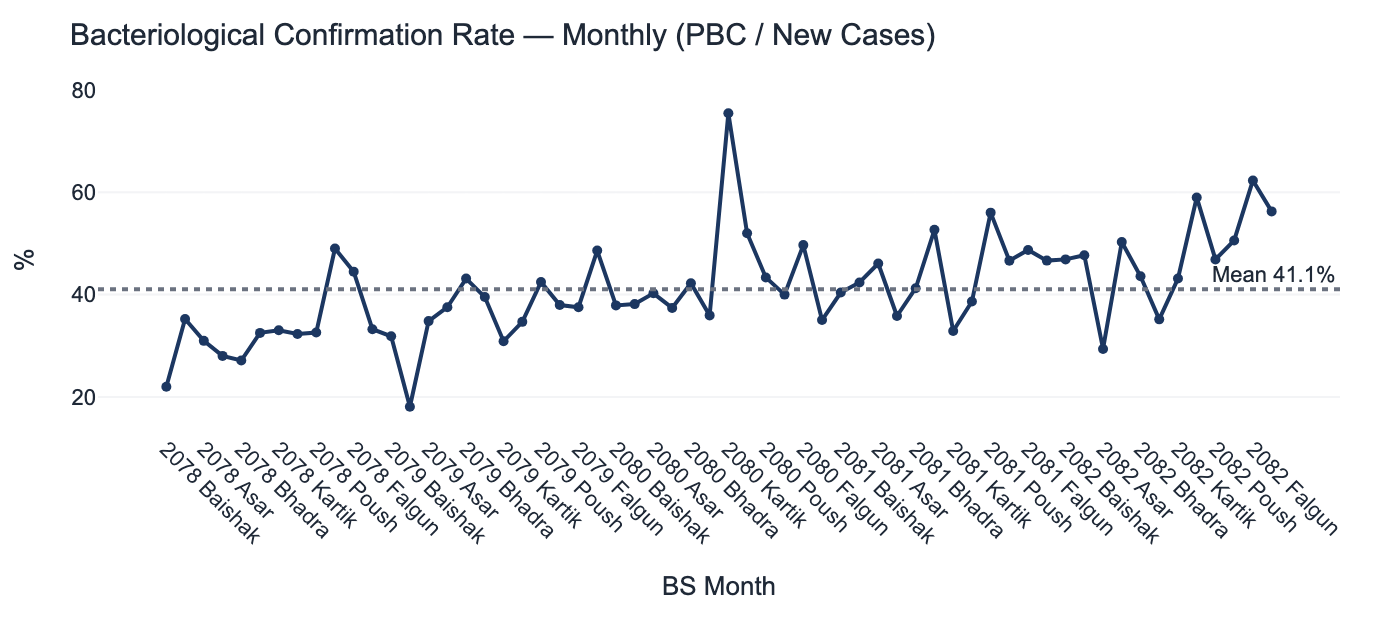 Bacteriological Confirmation Rate — Monthly (PBC / New Cases)
80
60
40
20
%
Mean 41.1%
2078 Baishak
2078 Asar
2078 Bhadra
2078 Kartik
2078 Poush
2078 Falgun
2079 Baishak
2079 Asar
2079 Bhadra
2079 Kartik
2079 Poush
2079 Falgun
2080 Baishak
2080 Asar
2080 Bhadra
2080 Kartik
2080 Poush
2080 Falgun
2081 Baishak
2081 Asar
2081 Bhadra
2081 Kartik
2081 Poush
2081 Falgun
2082 Baishak
2082 Asar
2082 Bhadra
2082 Kartik
2082 Poush
2082 Falgun
BS Month